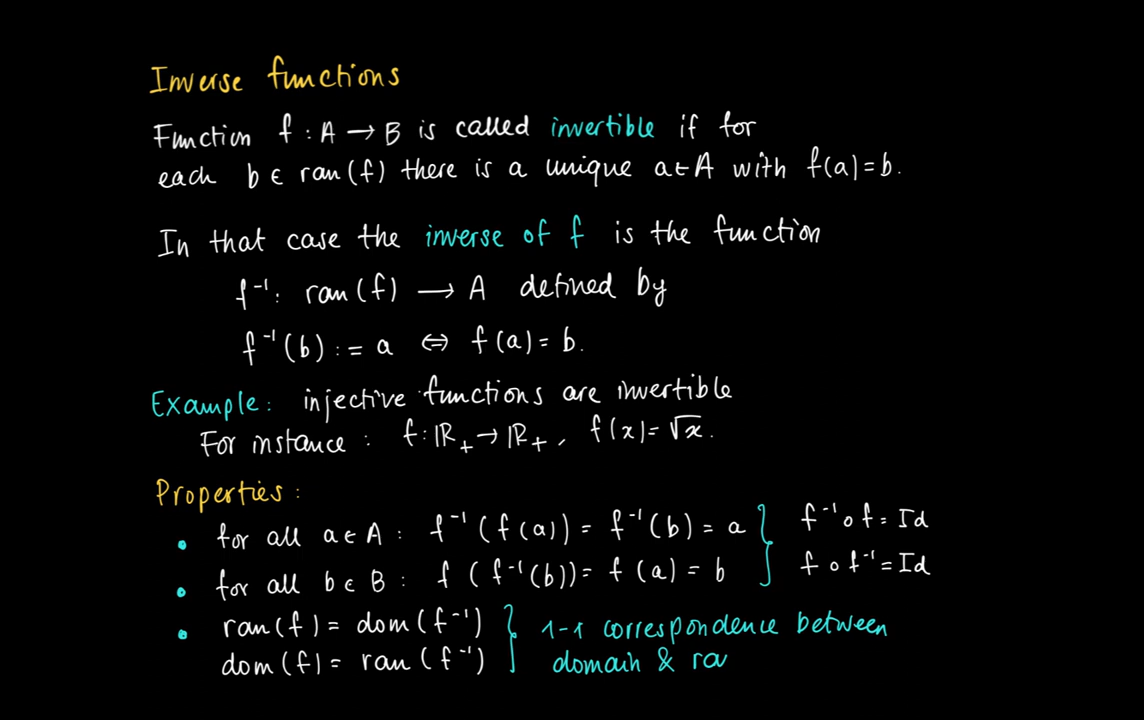 Inverse functions
Function f : A → B is called invertible if for
each b ∈ ran(f) there is a unique a ∈ A with f(a) = b.
In that case the inverse of f is the function
f⁻¹: ran(f) → A defined by
f⁻¹(b) := a ⇔ f(a) = b.
Example: injective functions are invertible
For instance: f: ℝ₊ → ℝ₊, f(x) = √x.
Properties:
• for all a ∈ A: f⁻¹(f(a)) = f⁻¹(b) = a } f⁻¹ ∘ f = Id
• for all b ∈ B: f(f⁻¹(b)) = f(a) = b } f ∘ f⁻¹ = Id
• ran(f) = dom(f⁻¹) } 1-1 correspondence between
dom(f) = ran(f⁻¹) } domain & ra